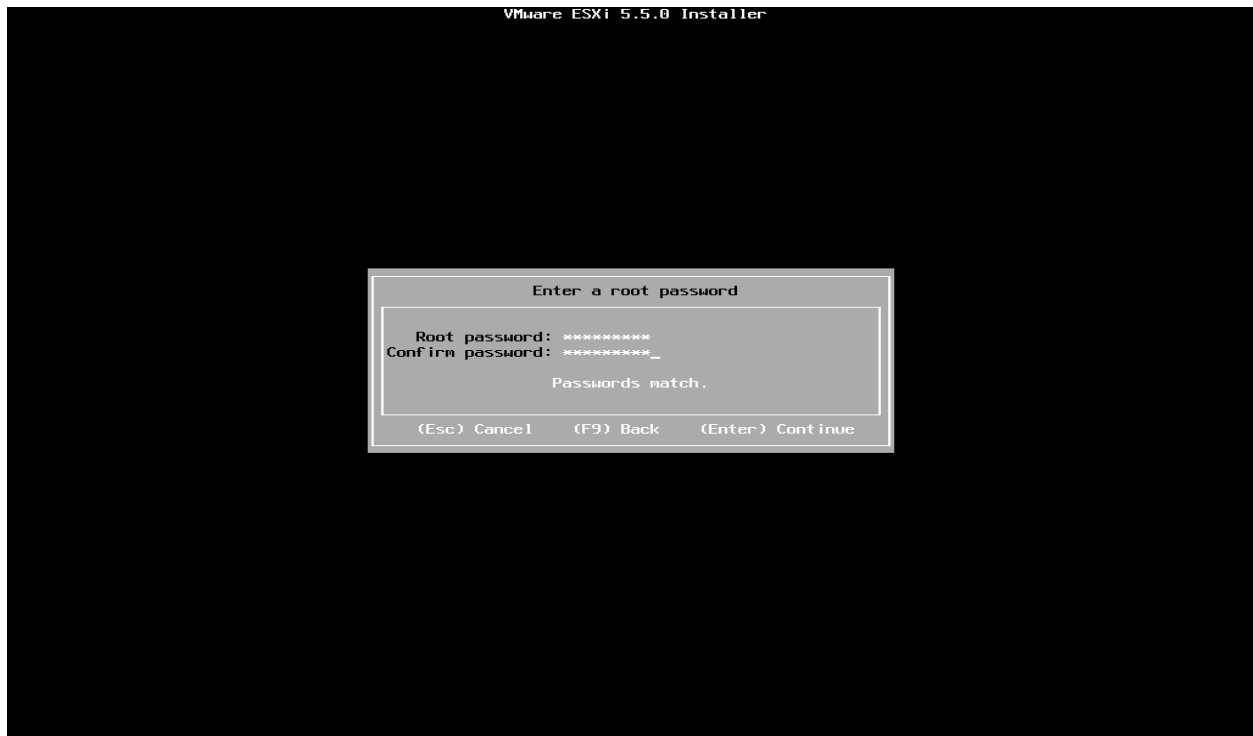 VMware ESXi 5.5.0 Installer
Enter a root password
Root password: *********
Confirm password: *********_
Passwords match.
(Esc) Cancel (F9) Back (Enter) Continue